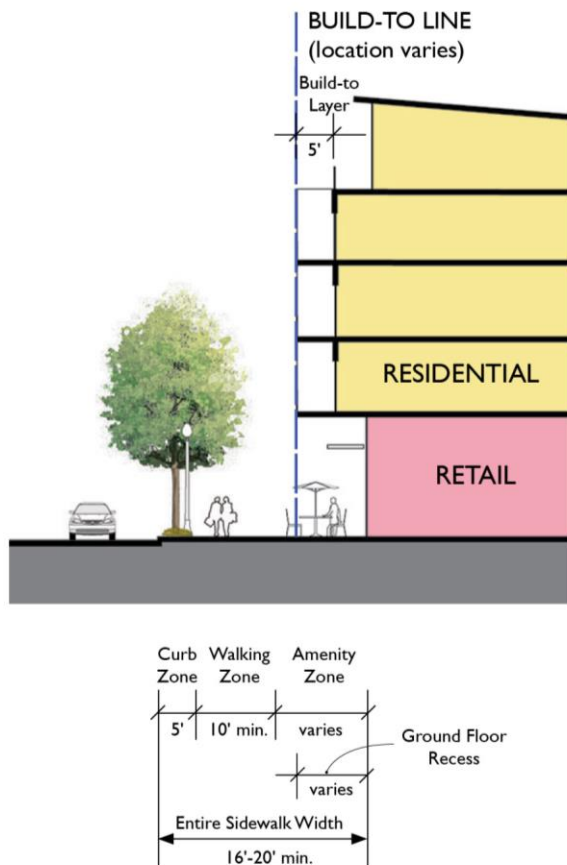 BUILD-TO LINE
(location varies)
Build-to
Layer
5'
RESIDENTIAL
RETAIL
Curb
Zone
Walking
Zone
Amenity
Zone
5'
10' min.
varies
Ground Floor
Recess
varies
Entire Sidewalk Width
16'-20' min.